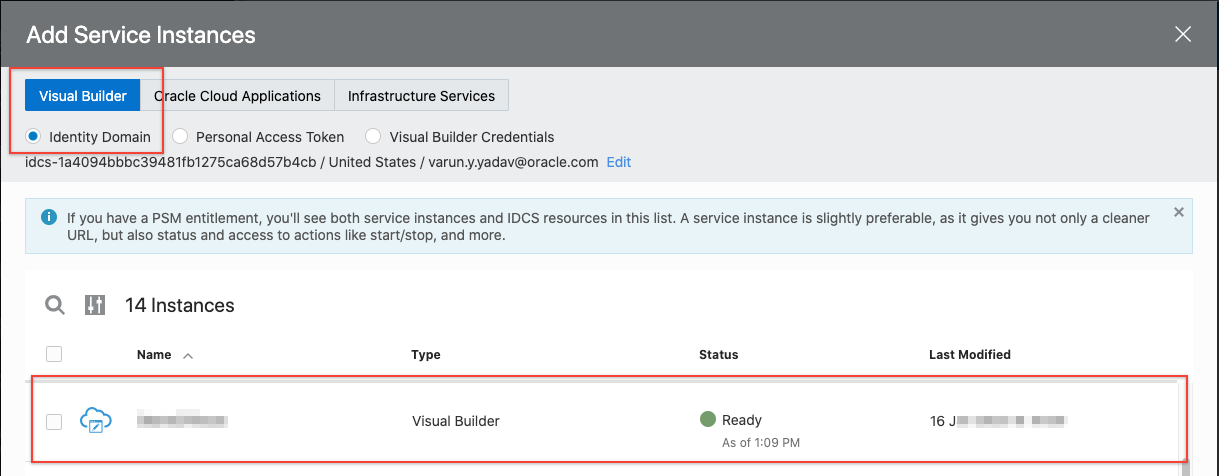 Add Service Instances
Visual Builder Oracle Cloud Applications Infrastructure Services
Identity Domain Personal Access Token Visual Builder Credentials
idcs-1a4094bbbc39481fb1275ca68d57b4cb / United States / varun.y.yadav@oracle.com Edit
If you have a PSM entitlement, you'll see both service instances and IDCS resources in this list. A service instance is slightly preferable, as it gives you not only a cleaner
URL, but also status and access to actions like start/stop, and more.
14 Instances
Name Type Status Last Modified
Visual Builder Ready 16 J
As of 1:09 PM